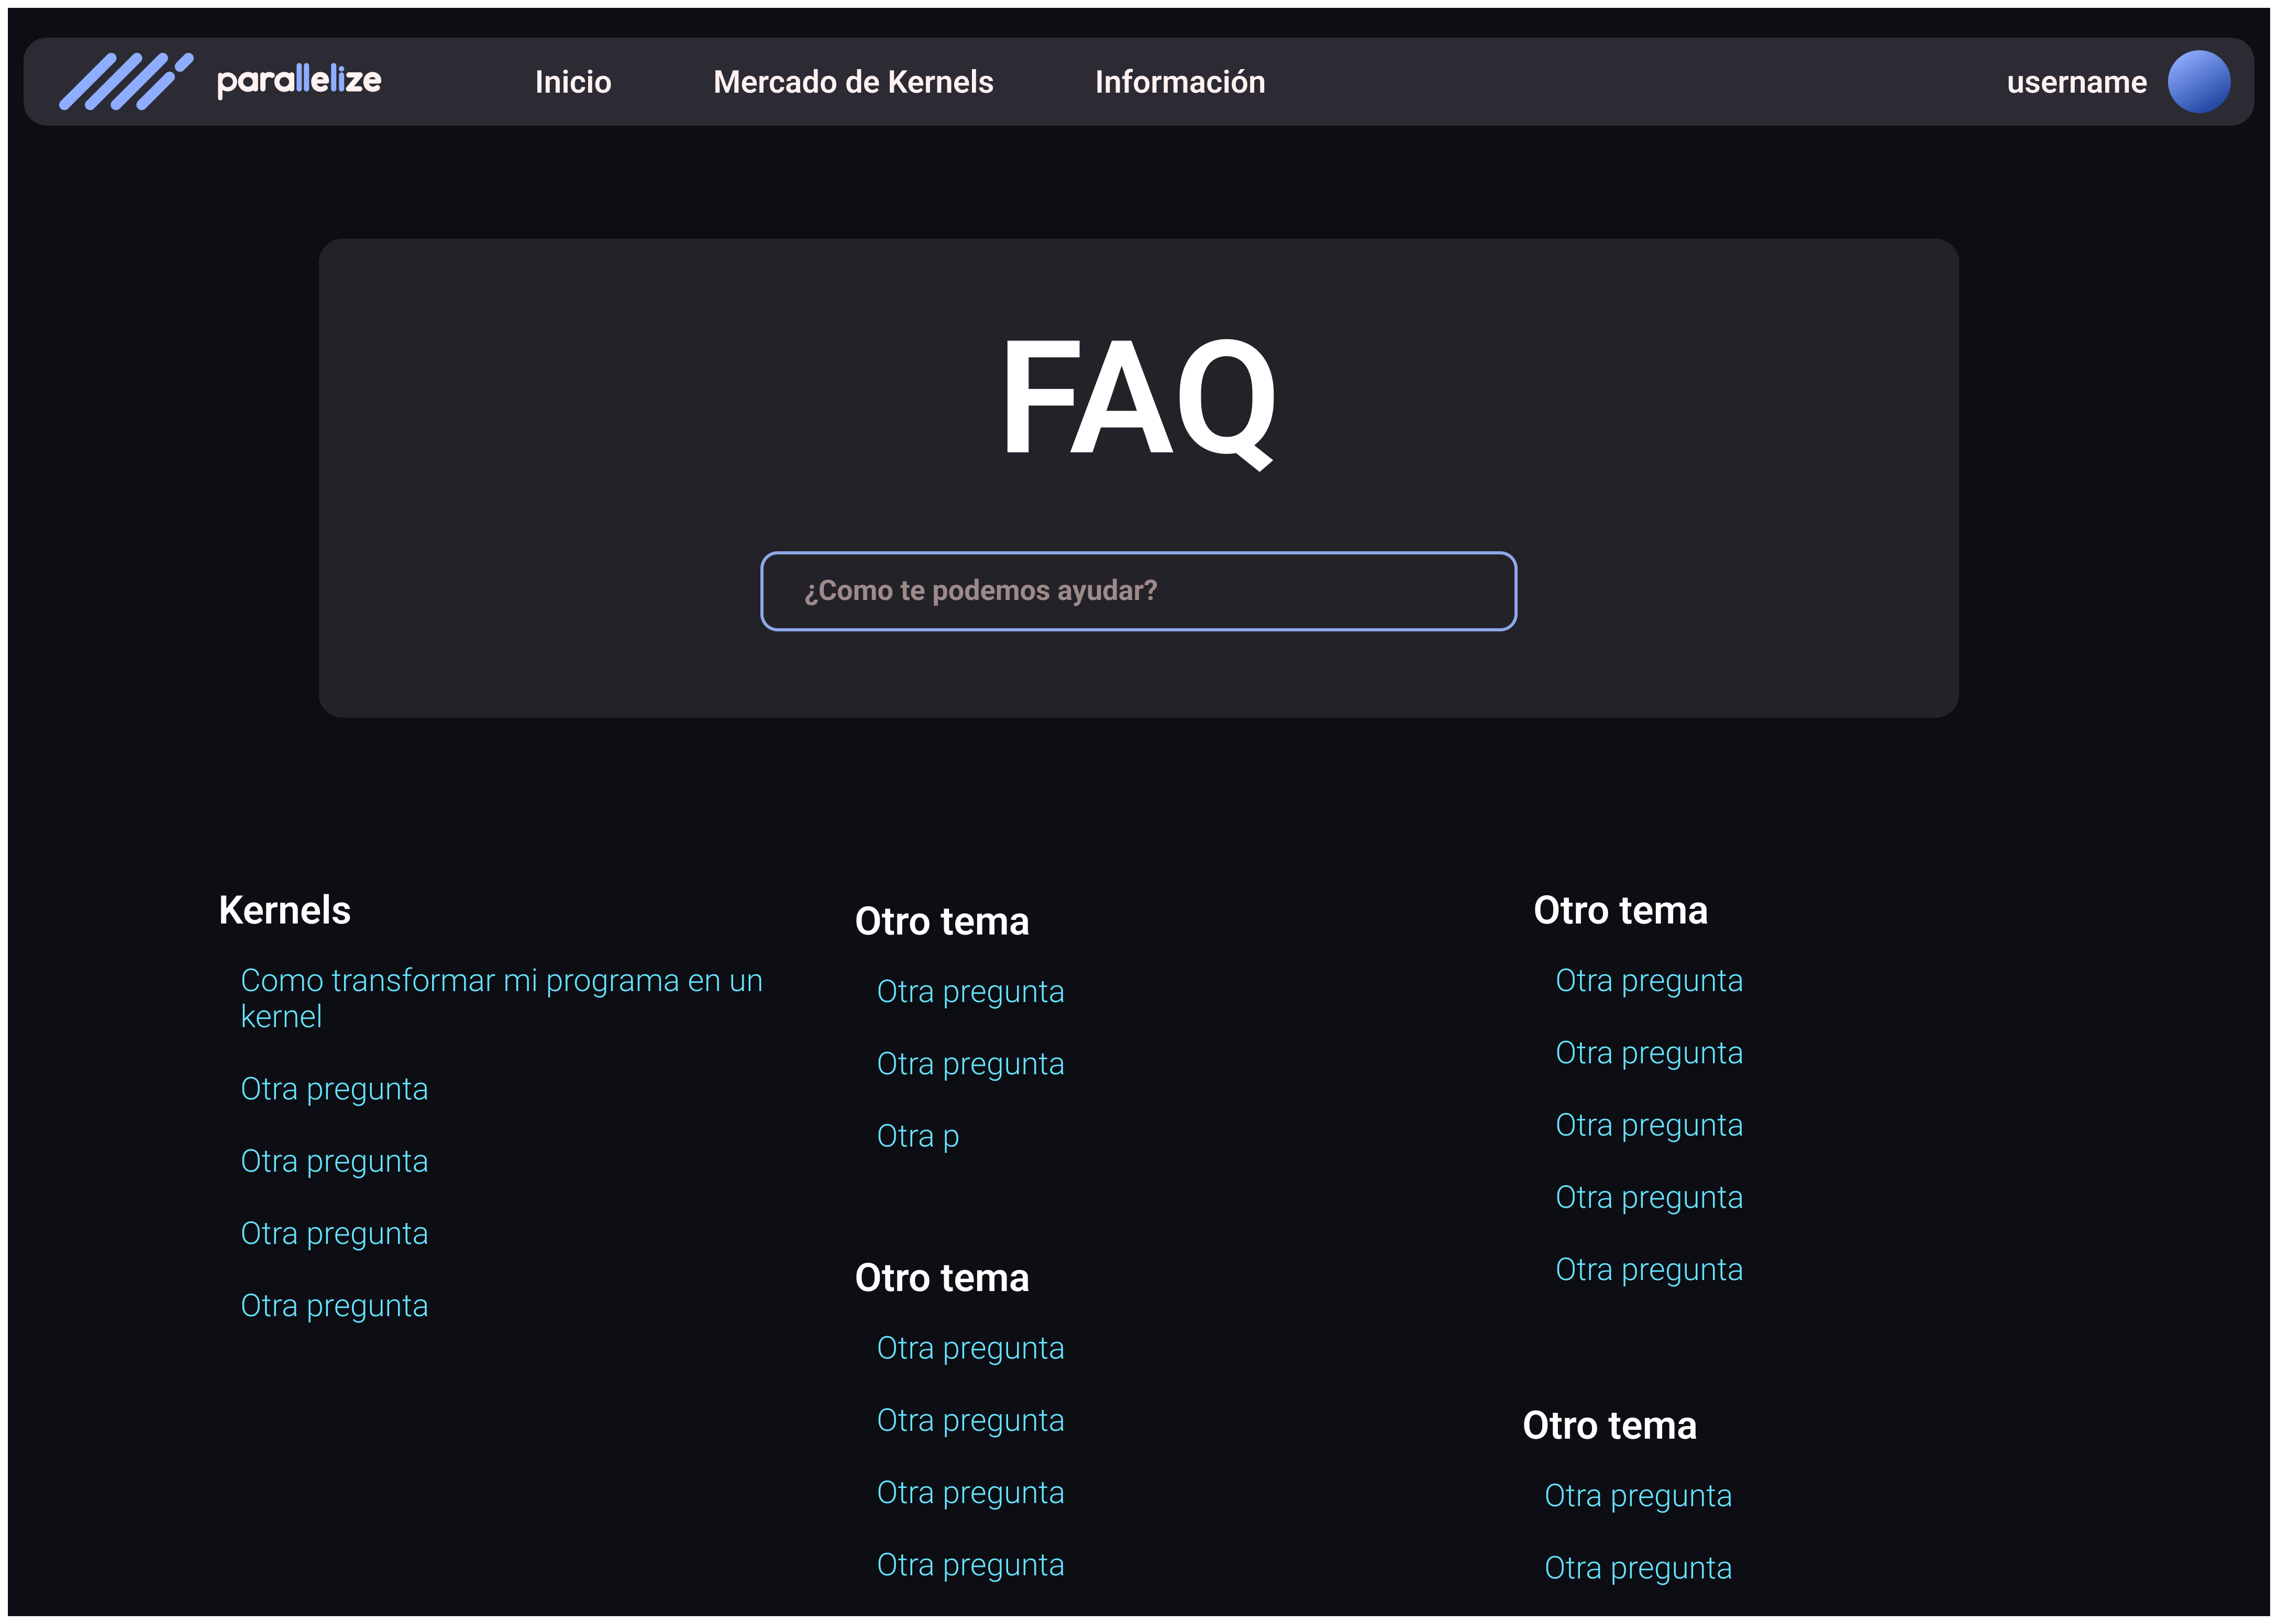 parallelize
Inicio
Mercado de Kernels
Información
username
FAQ
¿Como te podemos ayudar?
Kernels
Como transformar mi programa en un
kernel
Otra pregunta
Otra pregunta
Otra pregunta
Otra pregunta
Otro tema
Otra pregunta
Otra pregunta
Otra p
Otro tema
Otra pregunta
Otra pregunta
Otra pregunta
Otra pregunta
Otro tema
Otra pregunta
Otra pregunta
Otra pregunta
Otra pregunta
Otra pregunta
Otro tema
Otra pregunta
Otra pregunta